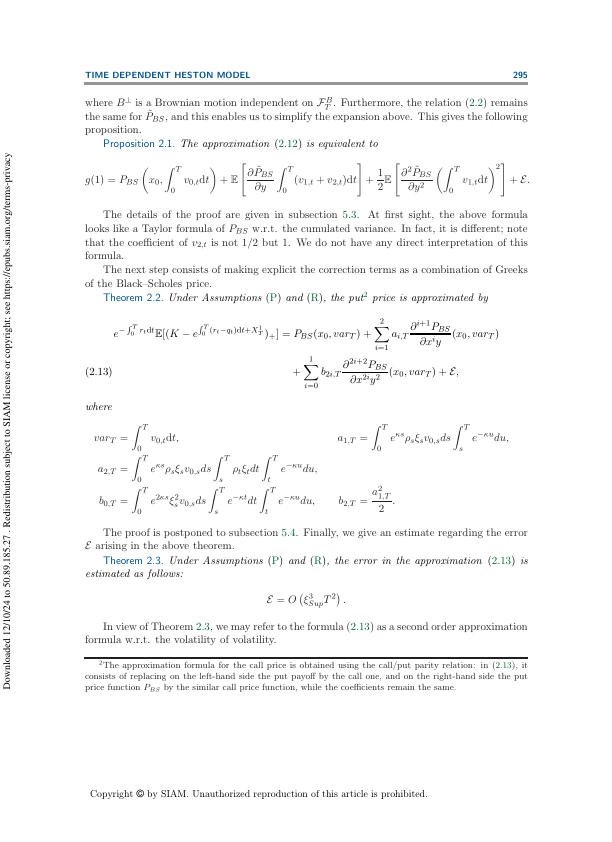 TIME DEPENDENT HESTON MODEL 295
where B^⊥ is a Brownian motion independent on \mathcal{F}_T^B. Furthermore, the relation (2.2) remains
the same for \tilde{P}_{BS}, and this enables us to simplify the expansion above. This gives the following
proposition.
Proposition 2.1. The approximation (2.12) is equivalent to
g(1) = P_{BS}\left(x_0, \int_0^T v_{0,t}dt\right) + \mathbb{E}\left[\frac{\partial \tilde{P}_{BS}}{\partial y} \int_0^T (v_{1,t} + v_{2,t})dt\right] + \frac{1}{2}\mathbb{E}\left[\frac{\partial^2 \tilde{P}_{BS}}{\partial y^2} \left(\int_0^T v_{1,t}dt\right)^2\right] + \mathcal{E}.
The details of the proof are given in subsection 5.3. At first sight, the above formula
looks like a Taylor formula of P_{BS} w.r.t. the cumulated variance. In fact, it is different; note
that the coefficient of v_{2,t} is not 1/2 but 1. We do not have any direct interpretation of this
formula.
The next step consists of making explicit the correction terms as a combination of Greeks
of the Black–Scholes price.
Theorem 2.2. Under Assumptions (P) and (R), the put² price is approximated by
e^{-\int_0^T r_t dt}\mathbb{E}[(K - e^{\int_0^T (r_t - q_t)dt + X_T^1})_+] = P_{BS}(x_0, var_T) + \sum_{i=1}^{2} a_{i,T} \frac{\partial^{i+1} P_{BS}}{\partial x^i y}(x_0, var_T)
(2.13) + \sum_{i=0}^{1} b_{2i,T} \frac{\partial^{2i+2} P_{BS}}{\partial x^{2i} y^2}(x_0, var_T) + \mathcal{E},
where
var_T = \int_0^T v_{0,t}dt, a_{1,T} = \int_0^T e^{\kappa s}\rho_s \xi_s v_{0,s}ds \int_s^T e^{-\kappa u}du,
a_{2,T} = \int_0^T e^{\kappa s}\rho_s \xi_s v_{0,s}ds \int_s^T \rho_t \xi_t dt \int_t^T e^{-\kappa u}du,
b_{0,T} = \int_0^T e^{2\kappa s}\xi_s^2 v_{0,s}ds \int_s^T e^{-\kappa t}dt \int_t^T e^{-\kappa u}du, b_{2,T} = \frac{a_{1,T}^2}{2}.
The proof is postponed to subsection 5.4. Finally, we give an estimate regarding the error
\mathcal{E} arising in the above theorem.
Theorem 2.3. Under Assumptions (P) and (R), the error in the approximation (2.13) is
estimated as follows:
\mathcal{E} = O\left(\xi_{Sup}^3 T^2\right).
In view of Theorem 2.3, we may refer to the formula (2.13) as a second order approximation
formula w.r.t. the volatility of volatility.
²The approximation formula for the call price is obtained using the call/put parity relation: in (2.13), it
consists of replacing on the left-hand side the put payoff by the call one, and on the right-hand side the put
price function P_{BS} by the similar call price function, while the coefficients remain the same.
Copyright © by SIAM. Unauthorized reproduction of this article is prohibited.
Downloaded 12/10/24 to 50.89.185.27 . Redistribution subject to SIAM license or copyright; see https://epubs.siam.org/terms-privacy